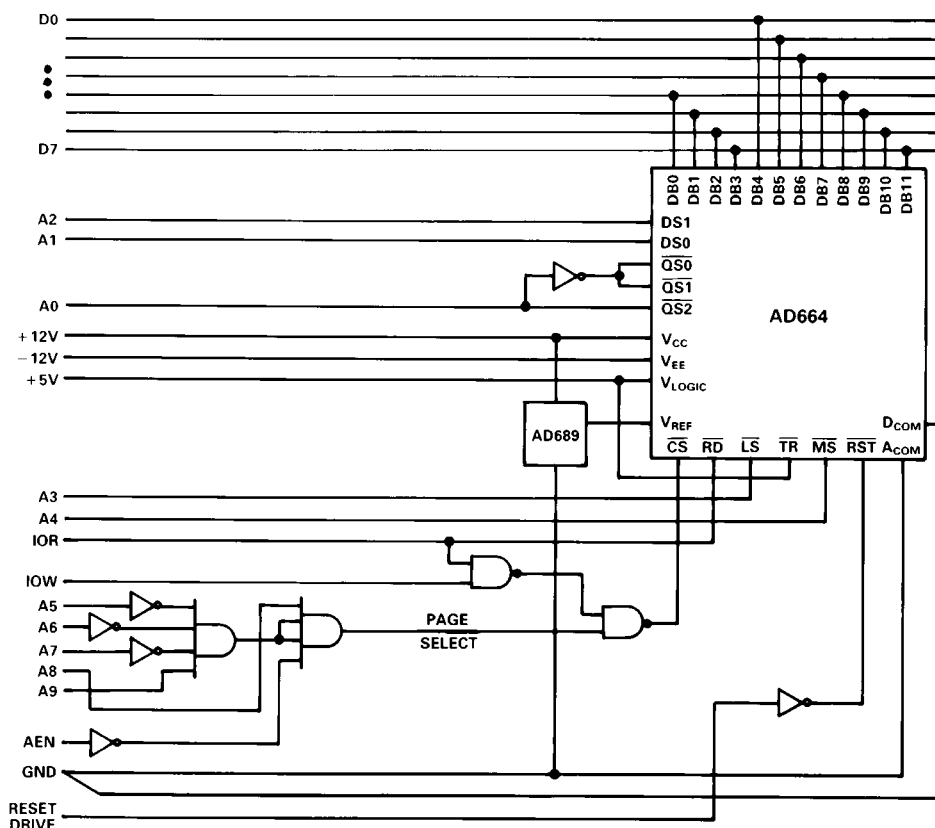 D0
D7
DB0 DB1 DB2 DB3 DB4 DB5 DB6 DB7 DB8 DB9 DB10 DB11
A2 DS1
A1 DS0
QS0
QS1
A0 QS2
AD664
+12V VCC
−12V VEE
+5V VLOGIC
AD689 VREF DCOM
CS RD LS TR MS RST ACOM
A3
A4
IOR
IOW
A5
A6
PAGE
SELECT
A7
A8
A9
AEN
GND
RESET
DRIVE